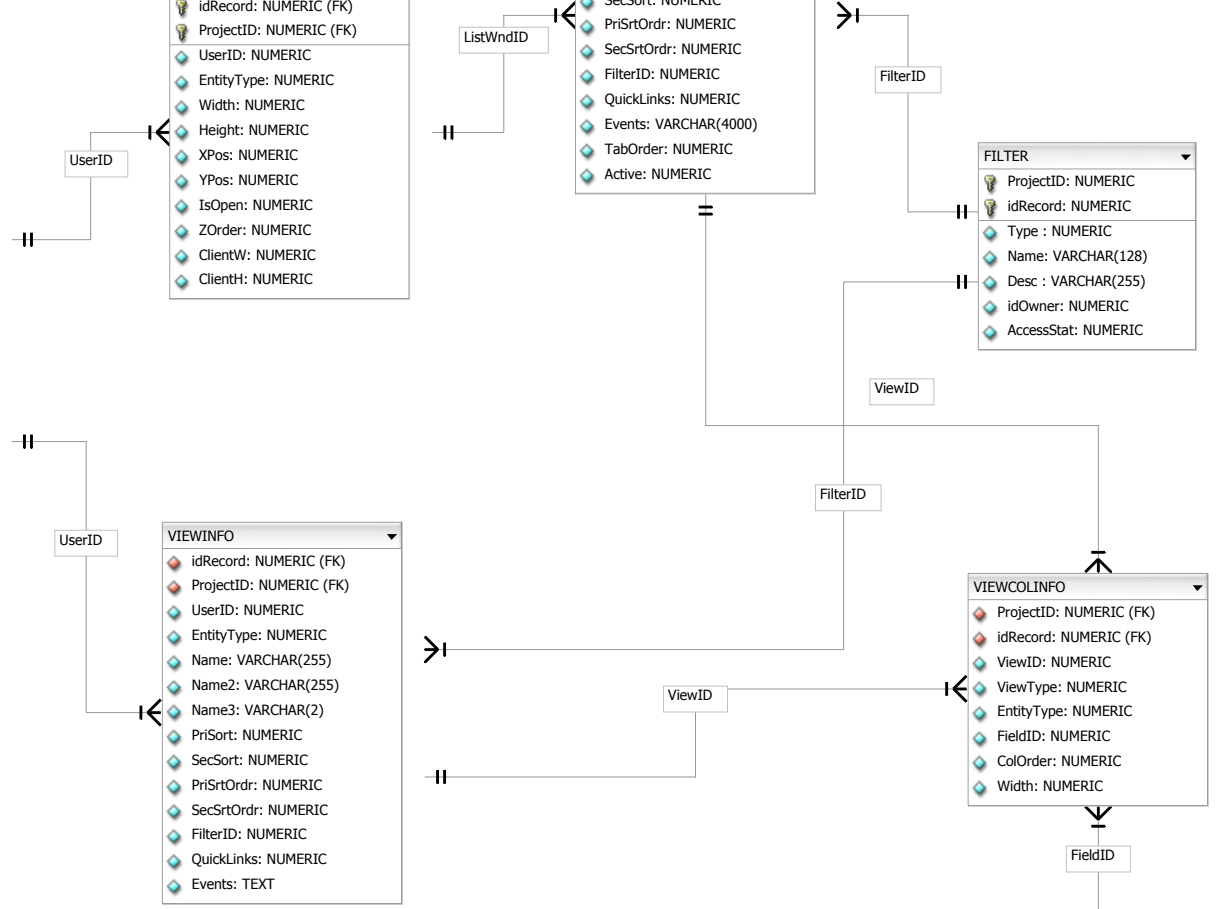 idRecord: NUMERIC (FK)
ProjectID: NUMERIC (FK)
UserID: NUMERIC
EntityType: NUMERIC
Width: NUMERIC
Height: NUMERIC
XPos: NUMERIC
YPos: NUMERIC
IsOpen: NUMERIC
ZOrder: NUMERIC
ClientW: NUMERIC
ClientH: NUMERIC
UserID
ListWndID
SecSort: NUMERIC
PriSrtOrdr: NUMERIC
SecSrtOrdr: NUMERIC
FilterID: NUMERIC
QuickLinks: NUMERIC
Events: VARCHAR(4000)
TabOrder: NUMERIC
Active: NUMERIC
FilterID
FILTER
ProjectID: NUMERIC
idRecord: NUMERIC
Type : NUMERIC
Name: VARCHAR(128)
Desc : VARCHAR(255)
idOwner: NUMERIC
AccessStat: NUMERIC
ViewID
FilterID
UserID
VIEWINFO
idRecord: NUMERIC (FK)
ProjectID: NUMERIC (FK)
UserID: NUMERIC
EntityType: NUMERIC
Name: VARCHAR(255)
Name2: VARCHAR(255)
Name3: VARCHAR(2)
PriSort: NUMERIC
SecSort: NUMERIC
PriSrtOrdr: NUMERIC
SecSrtOrdr: NUMERIC
FilterID: NUMERIC
QuickLinks: NUMERIC
Events: TEXT
ViewID
VIEWCOLINFO
ProjectID: NUMERIC (FK)
idRecord: NUMERIC (FK)
ViewID: NUMERIC
ViewType: NUMERIC
EntityType: NUMERIC
FieldID: NUMERIC
ColOrder: NUMERIC
Width: NUMERIC
FieldID